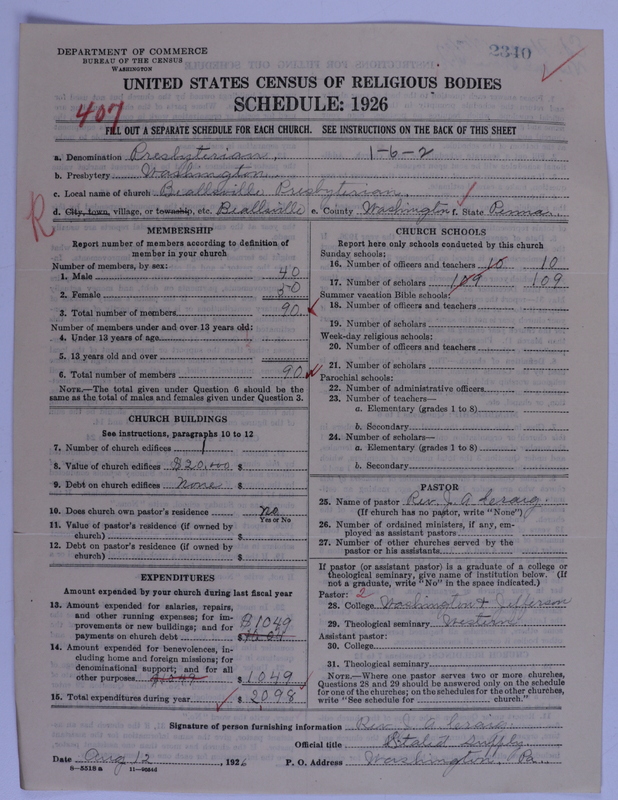 DEPARTMENT OF COMMERCE
BUREAU OF THE CENSUS
WASHINGTON
2340
UNITED STATES CENSUS OF RELIGIOUS BODIES
SCHEDULE: 1926
407
FILL OUT A SEPARATE SCHEDULE FOR EACH CHURCH. SEE INSTRUCTIONS ON THE BACK OF THIS SHEET
a. Denomination Presbyterian. 1-6-2
b. Presbytery Washington
c. Local name of church Beallsville Presbyterian.
d. City, town, village, or township, etc. Beallsville e. County Washington f. State Penna.
R
MEMBERSHIP
Report number of members according to definition of
member in your church
Number of members, by sex:
1. Male 40
2. Female 50
3. Total number of members 90
Number of members under and over 13 years old:
4. Under 13 years of age
5. 13 years old and over
6. Total number of members 90
NOTE.—The total given under Question 6 should be the
same as the total of males and females given under Question 3.
CHURCH BUILDINGS
See instructions, paragraphs 10 to 12
7. Number of church edifices 1
8. Value of church edifices $20,000 $
9. Debt on church edifices None $
10. Does church own pastor's residence no
Yes or No
11. Value of pastor's residence (if owned by
church) $
12. Debt on pastor's residence (if owned by
church) $
EXPENDITURES
Amount expended by your church during last fiscal year
13. Amount expended for salaries, repairs,
and other running expenses; for im-
provements or new buildings; and for
payments on church debt $1049
14. Amount expended for benevolences, in-
cluding home and foreign missions; for
denominational support; and for all
other purposes $1049 $1049
15. Total expenditures during year $2098
CHURCH SCHOOLS
Report here only schools conducted by this church
Sunday schools:
16. Number of officers and teachers 10 10
17. Number of scholars 109 109
Summer vacation Bible schools:
18. Number of officers and teachers
19. Number of scholars
Week-day religious schools:
20. Number of officers and teachers
21. Number of scholars
Parochial schools:
22. Number of administrative officers
23. Number of teachers—
a. Elementary (grades 1 to 8)
b. Secondary
24. Number of scholars—
a. Elementary (grades 1 to 8)
b. Secondary
PASTOR
25. Name of pastor Rev. J. A. Craig.
(If church has no pastor, write "None")
26. Number of ordained ministers, if any, em-
ployed as assistant pastors
27. Number of other churches served by the
pastor or his assistants
If pastor (or assistant pastor) is a graduate of a college or
theological seminary, give name of institution below. (If
not a graduate, write "No" in the space indicated.)
Pastor: 2
28. College Washington & Jefferson
29. Theological seminary Western
Assistant pastor:
30. College
31. Theological seminary
NOTE.—Where one pastor serves two or more churches,
Questions 28 and 29 should be answered only on the schedule
for one of the churches; on the schedules for the other churches,
write "See schedule for church."
Signature of person furnishing information Rev. J. A. Craig
Official title Stated Supply
Date Aug 12, 1926 P. O. Address Washington, Pa.
8—5518a 11—9064d